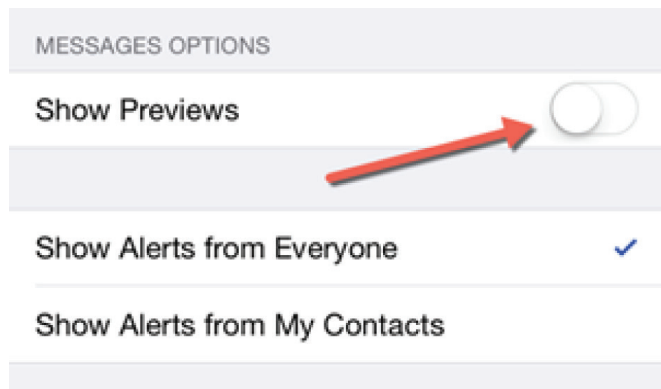 MESSAGES OPTIONS
Show Previews
Show Alerts from Everyone
Show Alerts from My Contacts